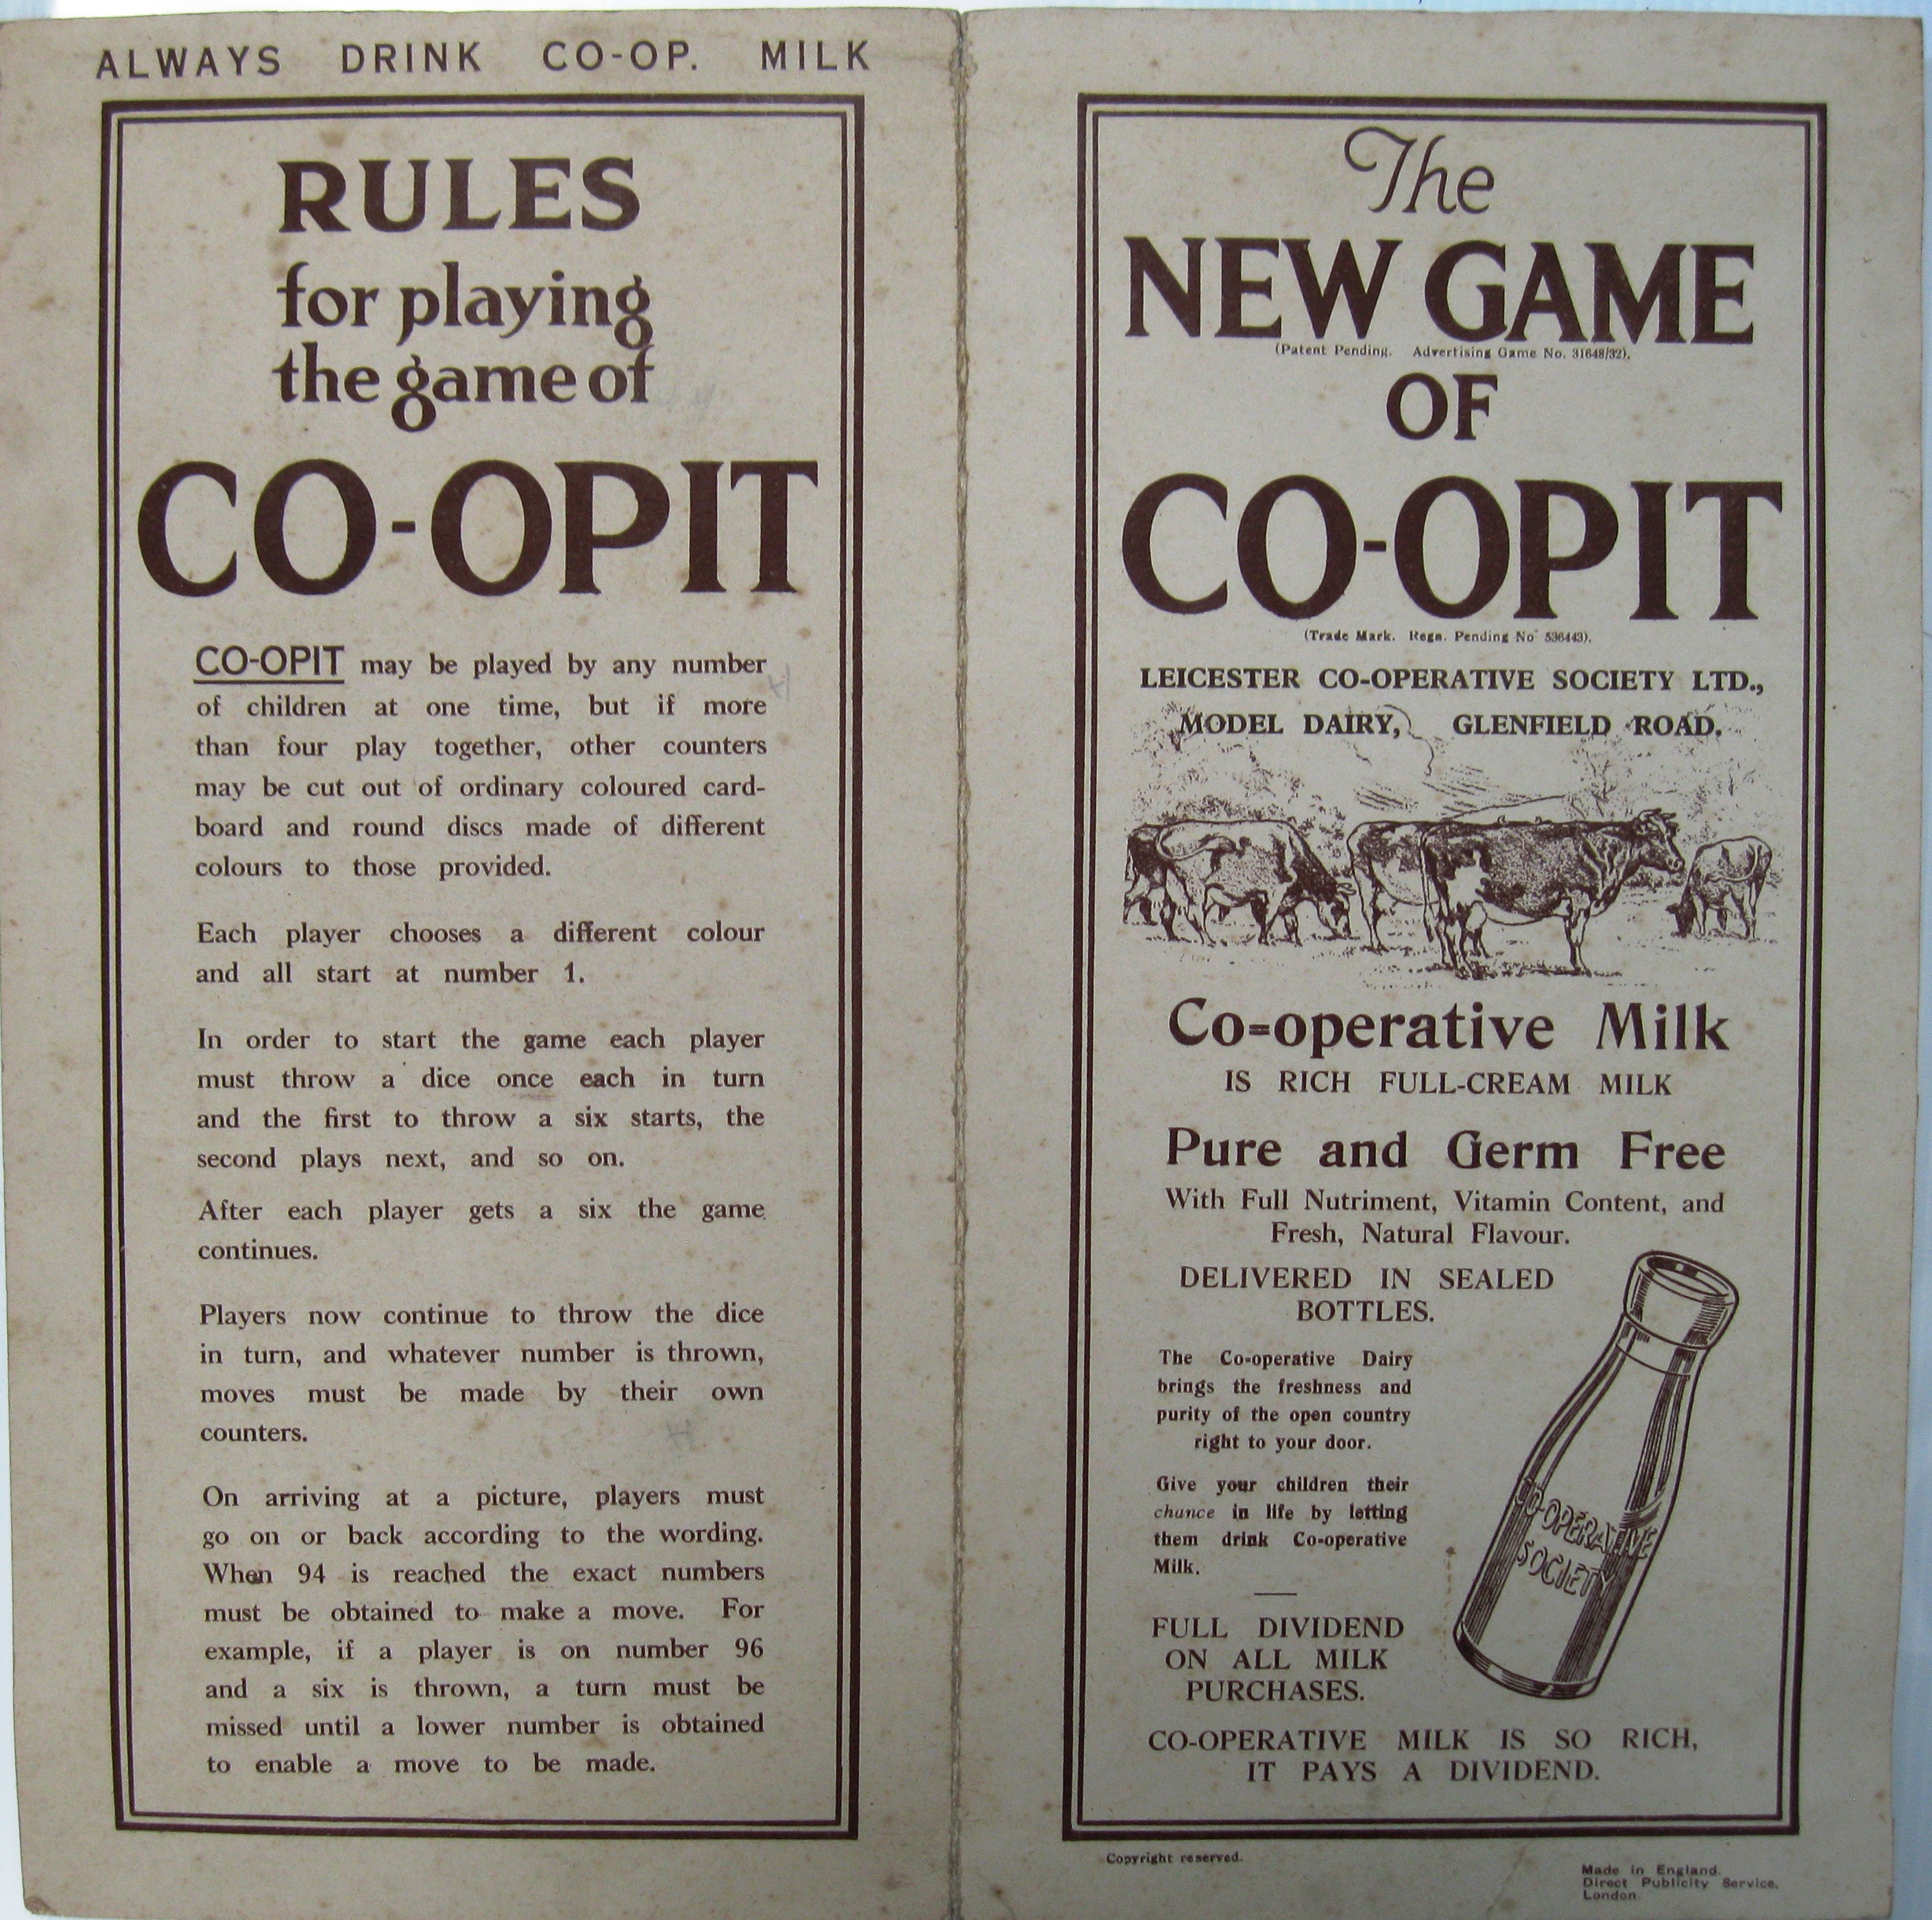 ALWAYS DRINK CO-OP. MILK
RULES
for playing
the game of
CO-OPIT
CO-OPIT may be played by any number
of children at one time, but if more
than four play together, other counters
may be cut out of ordinary coloured card-
board and round discs made of different
colours to those provided.
Each player chooses a different colour
and all start at number 1.
In order to start the game each player
must throw a dice once each in turn
and the first to throw a six starts, the
second plays next, and so on.
After each player gets a six the game
continues.
Players now continue to throw the dice
in turn, and whatever number is thrown,
moves must be made by their own
counters.
On arriving at a picture, players must
go on or back according to the wording.
When 94 is reached the exact numbers
must be obtained to make a move. For
example, if a player is on number 96
and a six is thrown, a turn must be
missed until a lower number is obtained
to enable a move to be made.
The
NEW GAME
(Patent Pending. Advertising Game No. 31648/32).
OF
CO-OPIT
(Trade Mark. Regn. Pending No 536443).
LEICESTER CO-OPERATIVE SOCIETY LTD.,
MODEL DAIRY, GLENFIELD ROAD.
Co-operative Milk
IS RICH FULL-CREAM MILK
Pure and Germ Free
With Full Nutriment, Vitamin Content, and
Fresh, Natural Flavour.
DELIVERED IN SEALED
BOTTLES.
The Co-operative Dairy
brings the freshness and
purity of the open country
right to your door.
Give your children their
chance in life by letting
them drink Co-operative
Milk.
CO-OPERATIVE
SOCIETY
FULL DIVIDEND
ON ALL MILK
PURCHASES.
CO-OPERATIVE MILK IS SO RICH,
IT PAYS A DIVIDEND.
Copyright reserved.
Made in England.
Direct Publicity Service,
London